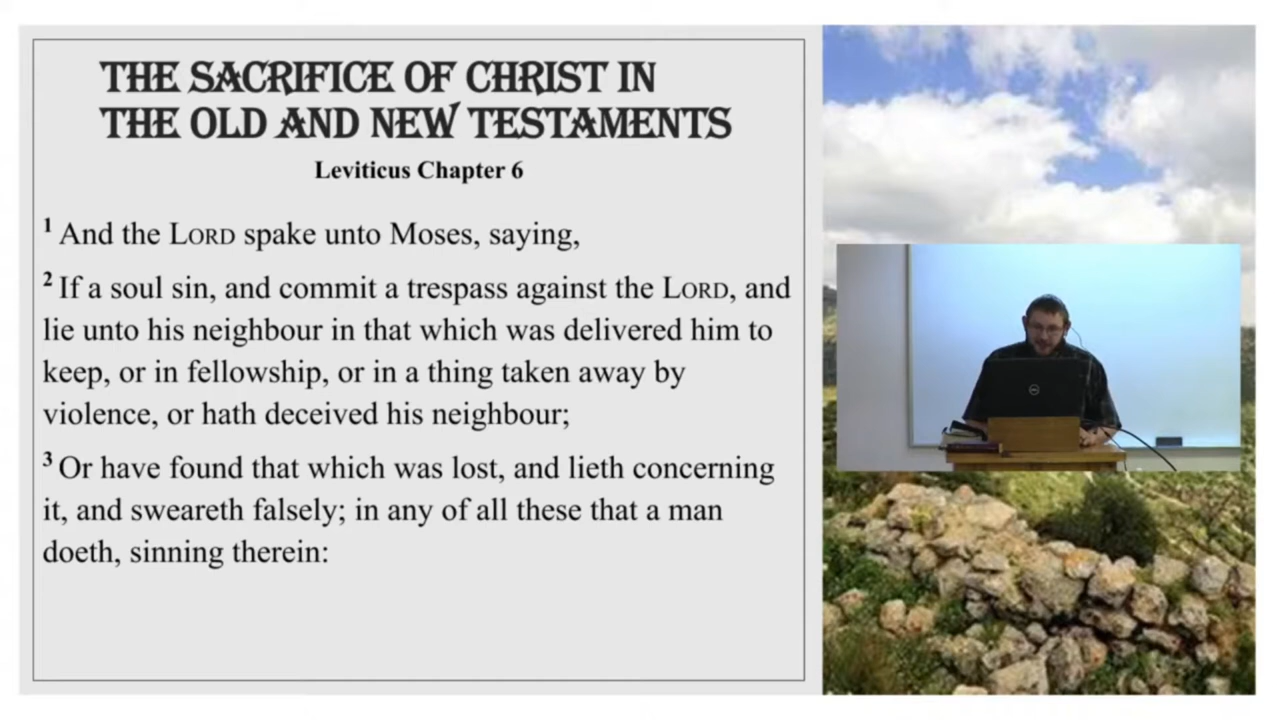 THE SACRIFICE OF CHRIST IN
THE OLD AND NEW TESTAMENTS
Leviticus Chapter 6
1 And the LORD spake unto Moses, saying,
2 If a soul sin, and commit a trespass against the LORD, and
lie unto his neighbour in that which was delivered him to
keep, or in fellowship, or in a thing taken away by
violence, or hath deceived his neighbour;
3 Or have found that which was lost, and lieth concerning
it, and sweareth falsely; in any of all these that a man
doeth, sinning therein: